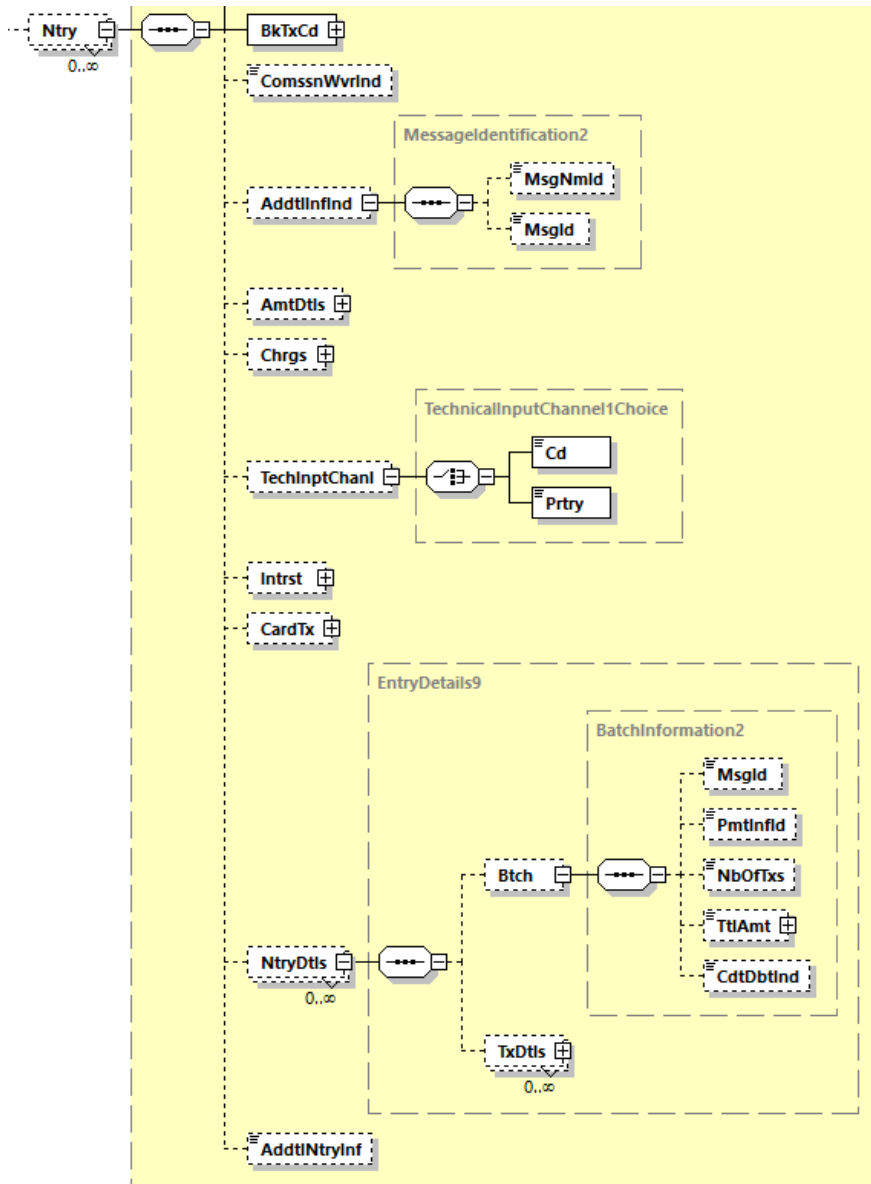 Ntry
0..∞
BkTxCd
ComssnWvrInd
MessageIdentification2
AddtlInfInd
MsgNmId
MsgId
AmtDtls
Chrgs
TechnicalInputChannel1Choice
TechInptChanl
Cd
Prtry
Intrst
CardTx
EntryDetails9
BatchInformation2
NtryDtls
0..∞
Btch
MsgId
PmtInfId
NbOfTxs
TtlAmt
CdtDbtInd
TxDtls
0..∞
AddtlNtryInf